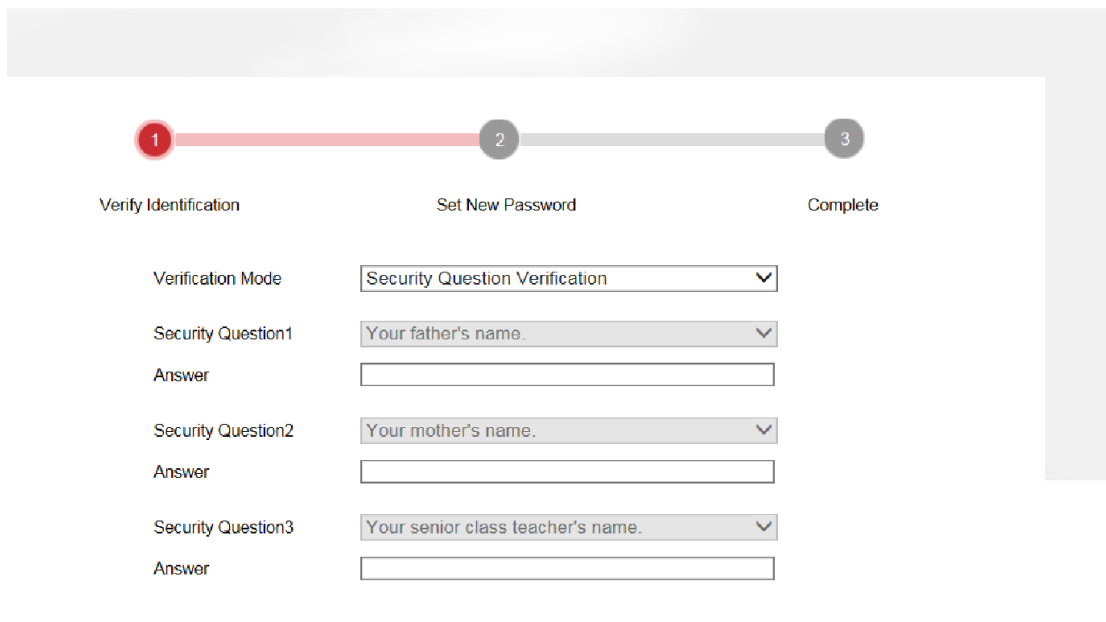 1 2 3
Verify Identification Set New Password Complete
Verification Mode Security Question Verification
Security Question1 Your father's name.
Answer
Security Question2 Your mother's name.
Answer
Security Question3 Your senior class teacher's name.
Answer